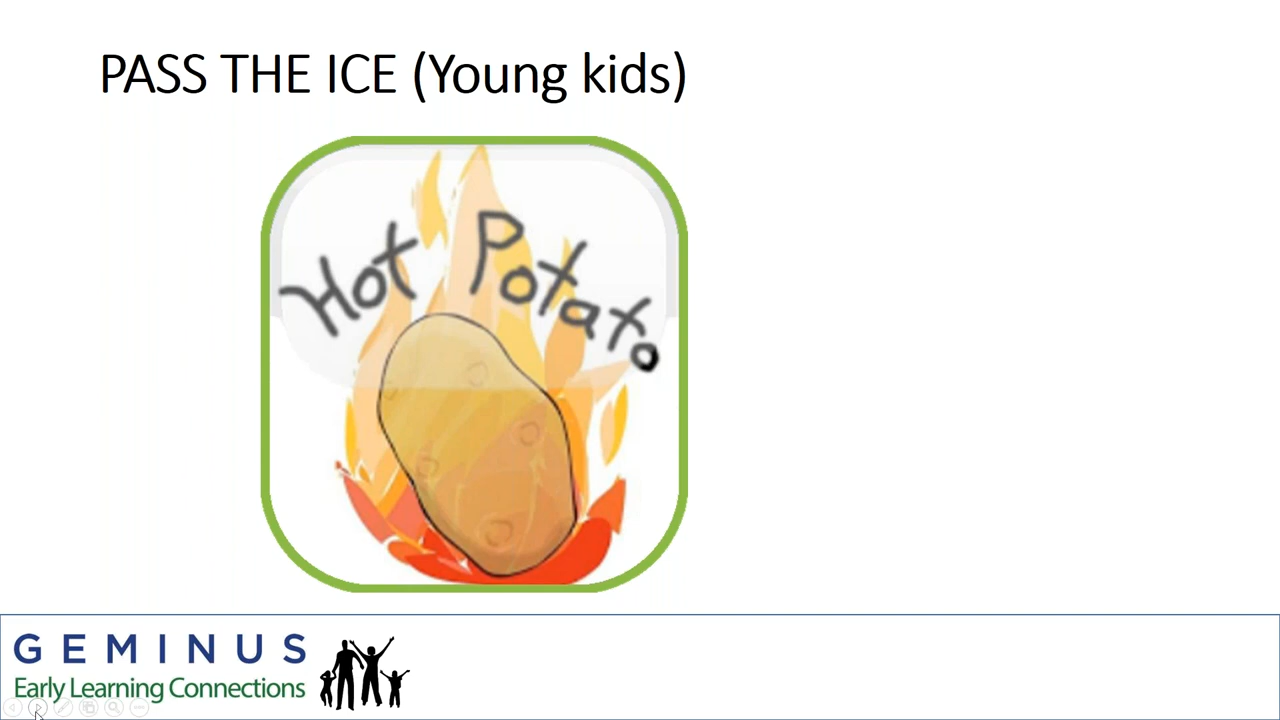 PASS THE ICE (Young kids)
Hot Potato
GEMINUS
Early Learning Connections